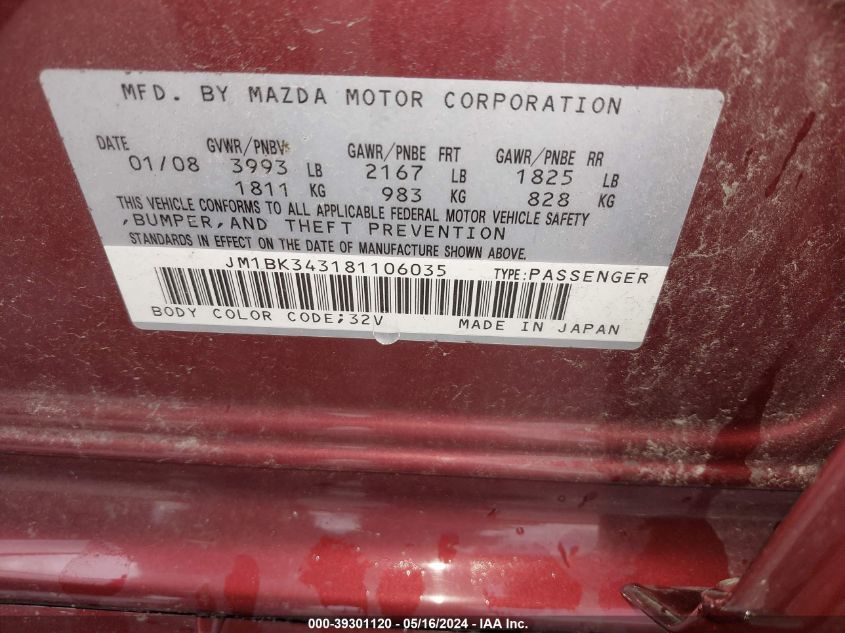 MFD. BY MAZDA MOTOR CORPORATION
DATE GVWR/PNBV GAWR/PNBE FRT GAWR/PNBE RR
01/08 3993 LB 2167 LB 1825 LB
1811 KG 983 KG 828 KG
THIS VEHICLE CONFORMS TO ALL APPLICABLE FEDERAL MOTOR VEHICLE SAFETY
,BUMPER,AND THEFT PREVENTION
STANDARDS IN EFFECT ON THE DATE OF MANUFACTURE SHOWN ABOVE.
JM1BK343181106035 TYPE:PASSENGER
BODY COLOR CODE;32V MADE IN JAPAN
000-39301120 - 05/16/2024 - IAA Inc.